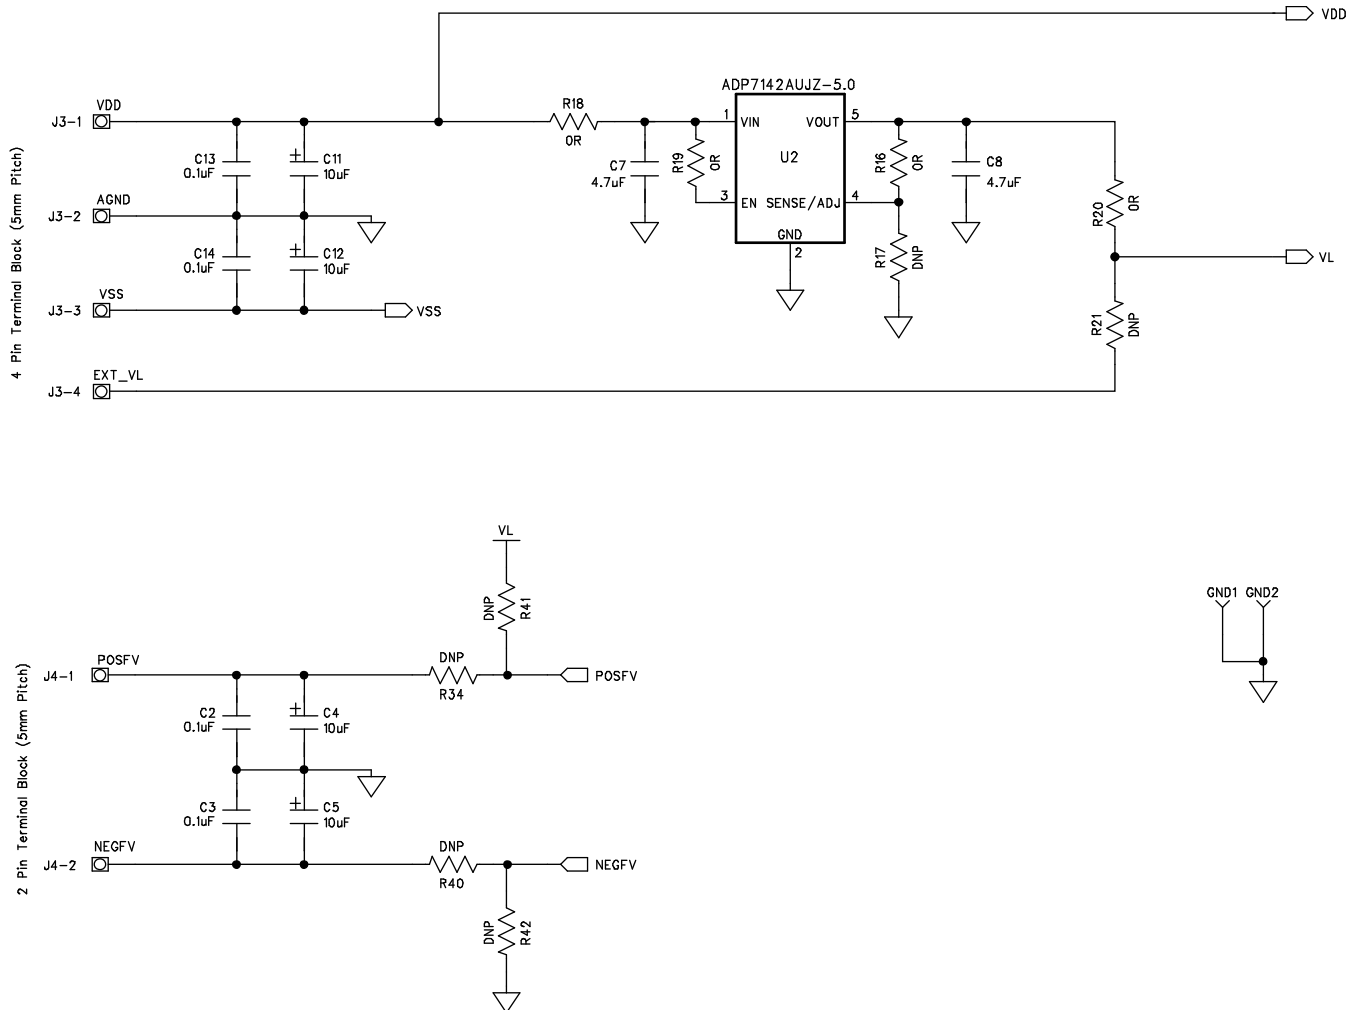 VDD
ADP7142AUJZ-5.0
J3-1
VDD
R18
0R
1
VIN
VOUT
5
C13
0.1uF
C11
10uF
C7
4.7uF
R19
0R
U2
R16
0R
C8
4.7uF
3
EN
SENSE/ADJ
4
J3-2
AGND
R20
0R
GND
2
R17
DNP
C14
0.1uF
C12
10uF
VL
J3-3
VSS
VSS
R21
DNP
J3-4
EXT_VL
4 Pin Terminal Block (5mm Pitch)
VL
DNP
R41
GND1
GND2
J4-1
POSFV
DNP
R34
POSFV
C2
0.1uF
C4
10uF
C3
0.1uF
C5
10uF
J4-2
NEGFV
DNP
R40
NEGFV
DNP
R42
2 Pin Terminal Block (5mm Pitch)